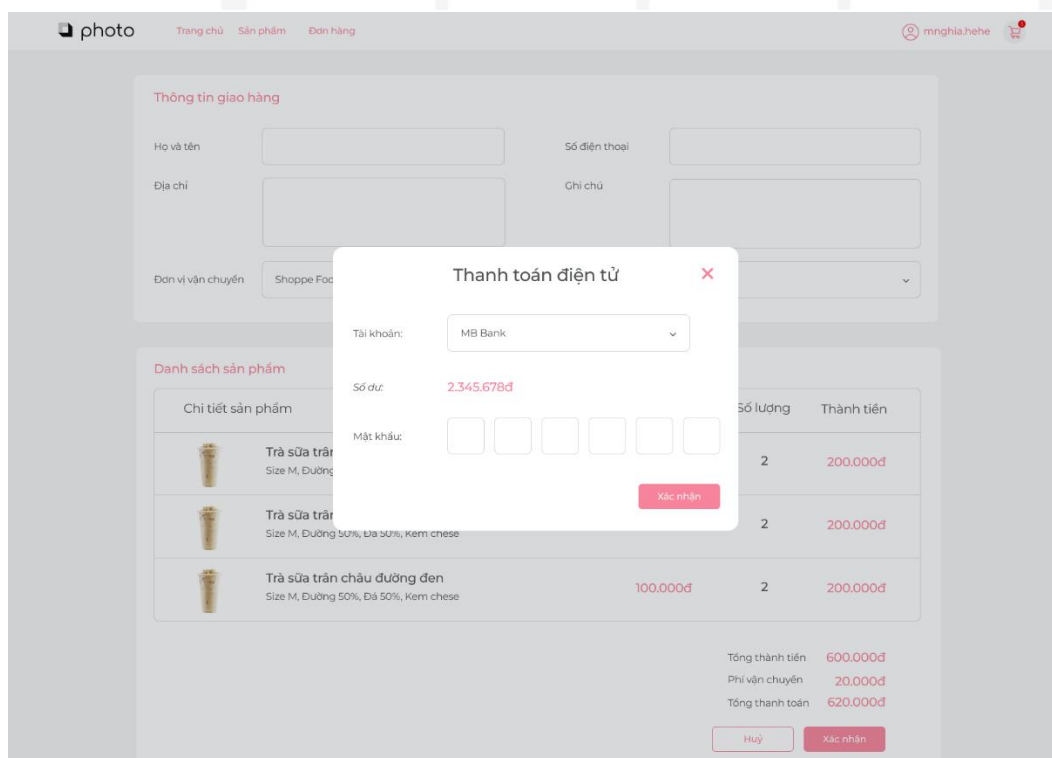 photo Trang chủ Sản phẩm Đơn hàng mnghia.hehe
Thông tin giao hàng
Họ và tên Số điện thoại
Địa chỉ Ghi chú
Đơn vị vận chuyển Shoppe Foo
Thanh toán điện tử
Tài khoản: MB Bank
Số dư: 2.345.678đ
Mật khẩu:
Xác nhận
Danh sách sản phẩm
Chi tiết sản phẩm Số lượng Thành tiền
Trà sữa trân
Size M, Đường 2 200.000đ
Trà sữa trân
Size M, Đường 50%, Đá 50%, Kem chese 2 200.000đ
Trà sữa trân châu đường đen
Size M, Đường 50%, Đá 50%, Kem chese 100.000đ 2 200.000đ
Tổng thành tiền 600.000đ
Phí vận chuyển 20.000đ
Tổng thanh toán 620.000đ
Huỷ Xác nhận